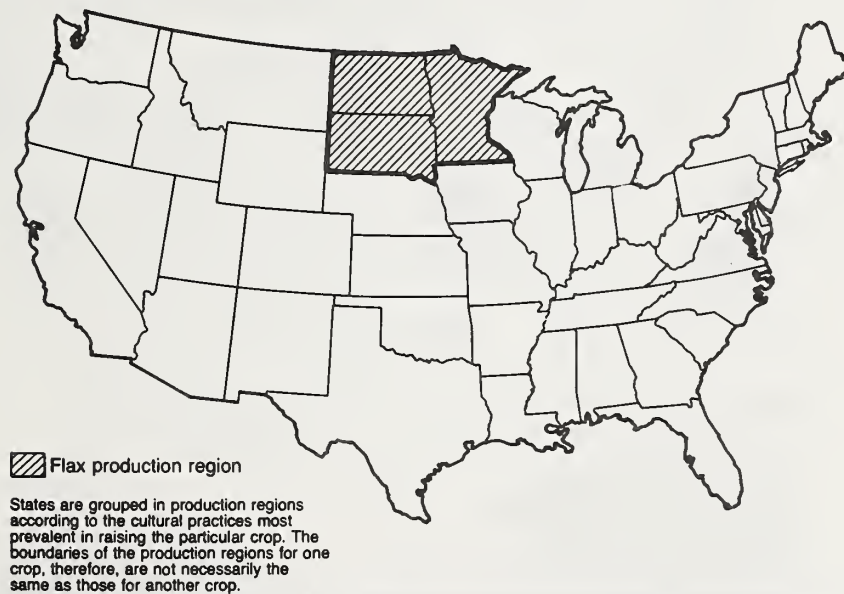 Flax production region
States are grouped in production regions
according to the cultural practices most
prevalent in raising the particular crop. The
boundaries of the production regions for one
crop, therefore, are not necessarily the
same as those for another crop.